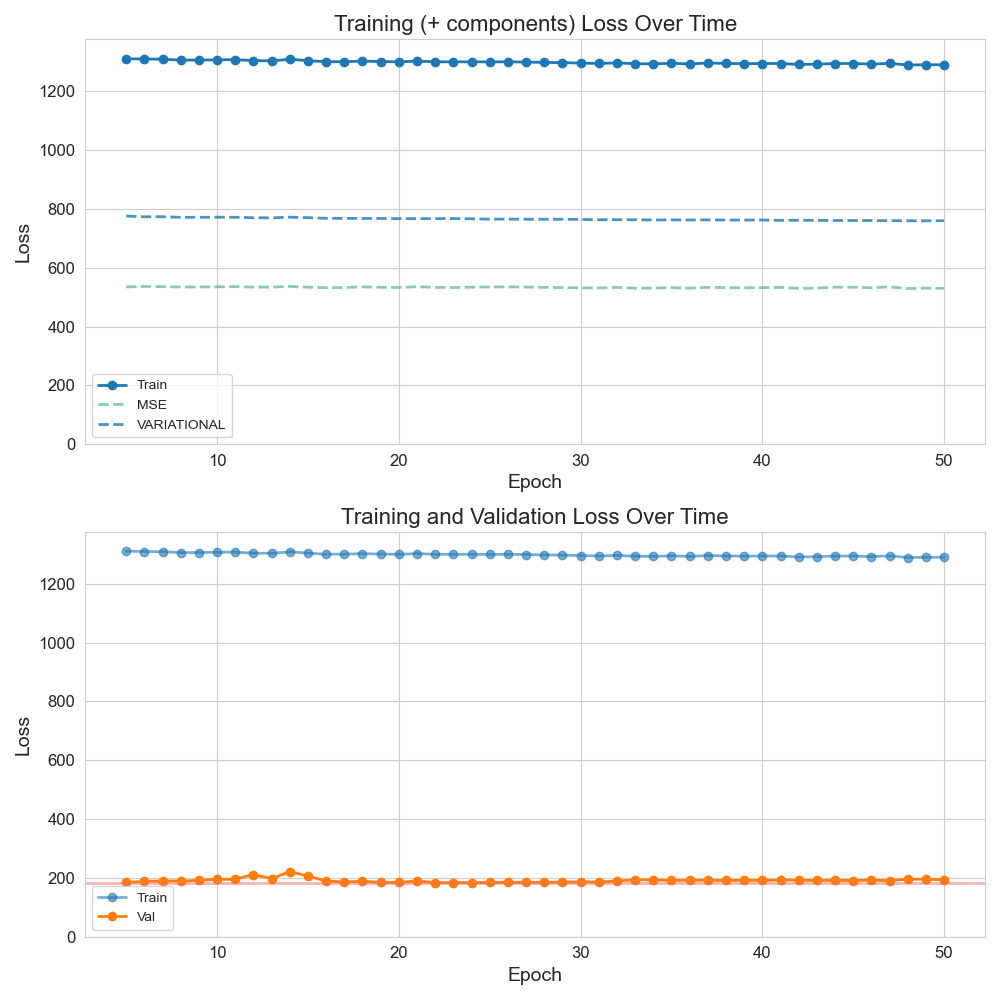 Training (+ components) Loss Over Time
1200
1000
800
600
400
200
0
Loss
Train
MSE
VARIATIONAL
10 20 30 40 50
Epoch
Training and Validation Loss Over Time
1200
1000
800
600
400
200
0
Loss
Train
Val
10 20 30 40 50
Epoch